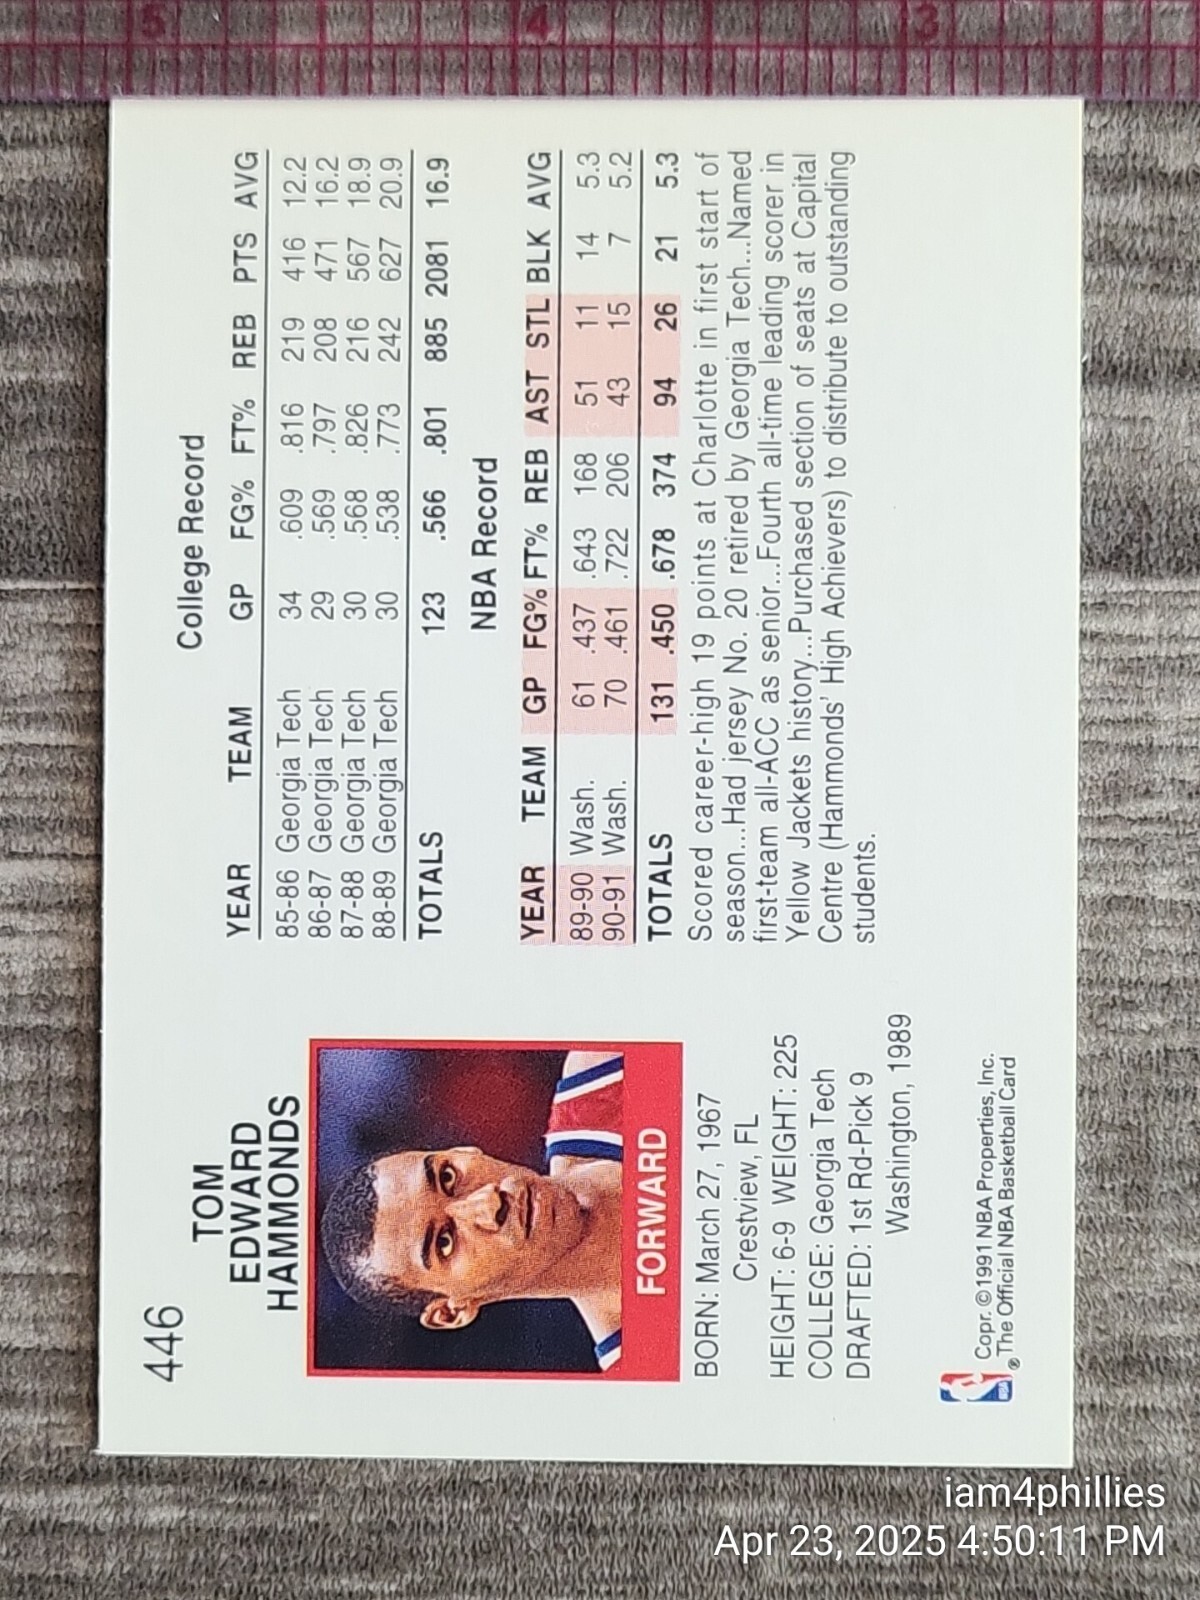 5 4 3
446
TOM
EDWARD
HAMMONDS
FORWARD
BORN: March 27, 1967
Crestview, FL
HEIGHT: 6-9 WEIGHT: 225
COLLEGE: Georgia Tech
DRAFTED: 1st Rd-Pick 9
Washington, 1989
NBA
Copr. ©1991 NBA Properties, Inc.
® The Official NBA Basketball Card
College Record
YEAR TEAM GP FG% FT% REB PTS AVG
85-86 Georgia Tech 34 .609 .816 219 416 12.2
86-87 Georgia Tech 29 .569 .797 208 471 16.2
87-88 Georgia Tech 30 .568 .826 216 567 18.9
88-89 Georgia Tech 30 .538 .773 242 627 20.9
TOTALS 123 .566 .801 885 2081 16.9
NBA Record
YEAR TEAM GP FG% FT% REB AST STL BLK AVG
89-90 Wash. 61 .437 .643 168 51 11 14 5.3
90-91 Wash. 70 .461 .722 206 43 15 7 5.2
TOTALS 131 .450 .678 374 94 26 21 5.3
Scored career-high 19 points at Charlotte in first start of
season...Had jersey No. 20 retired by Georgia Tech...Named
first-team all-ACC as senior...Fourth all-time leading scorer in
Yellow Jackets history...Purchased section of seats at Capital
Centre (Hammonds' High Achievers) to distribute to outstanding
students.
iam4phillies
Apr 23, 2025 4:50:11 PM